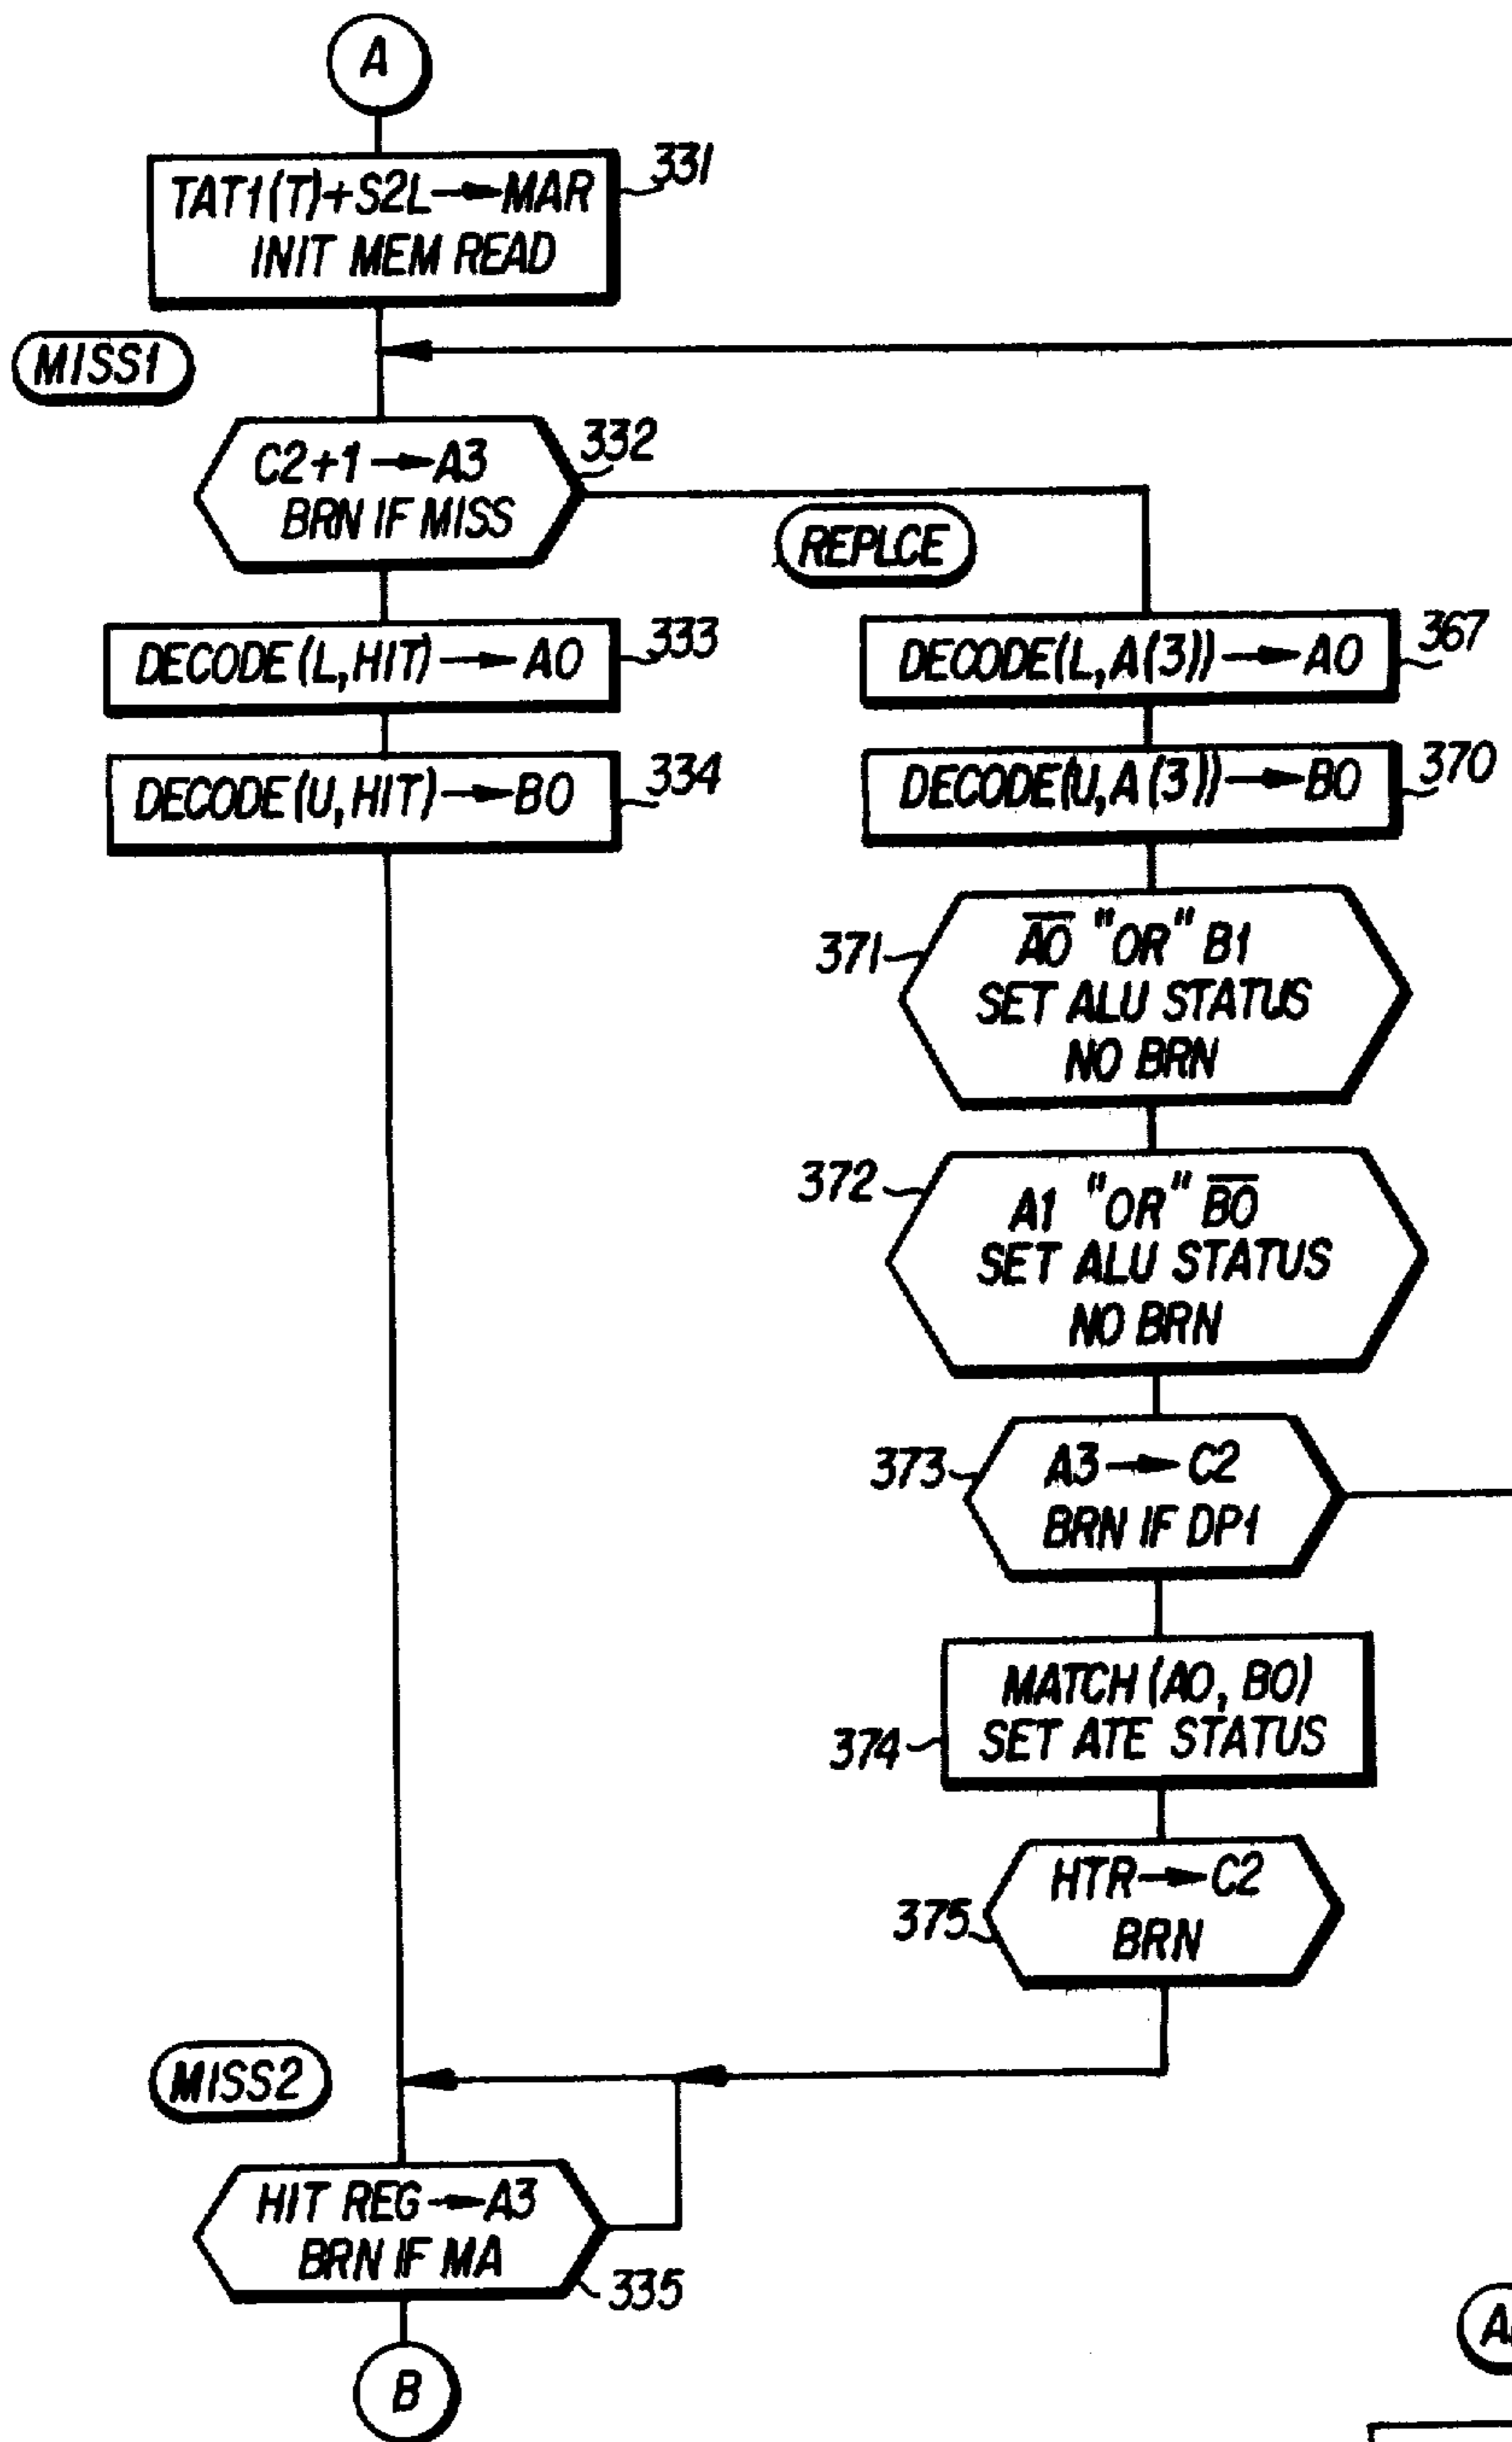 A
TAT1(T)+S2L→MAR
INIT MEM READ
331
MISS1
C2+1→A3
BRN IF MISS
332
REPLCE
DECODE(L,HIT)→A0
333
DECODE(U,HIT)→B0
334
DECODE(L,A(3))→A0
367
DECODE(U,A(3))→B0
370
371
A̅0̅ "OR" B1
SET ALU STATUS
NO BRN
372
A1 "OR" B̅0̅
SET ALU STATUS
NO BRN
373
A3→C2
BRN IF DP1
374
MATCH(A0, B0)
SET ATE STATUS
375
HTR→C2
BRN
MISS2
HIT REG→A3
BRN IF MA
335
B